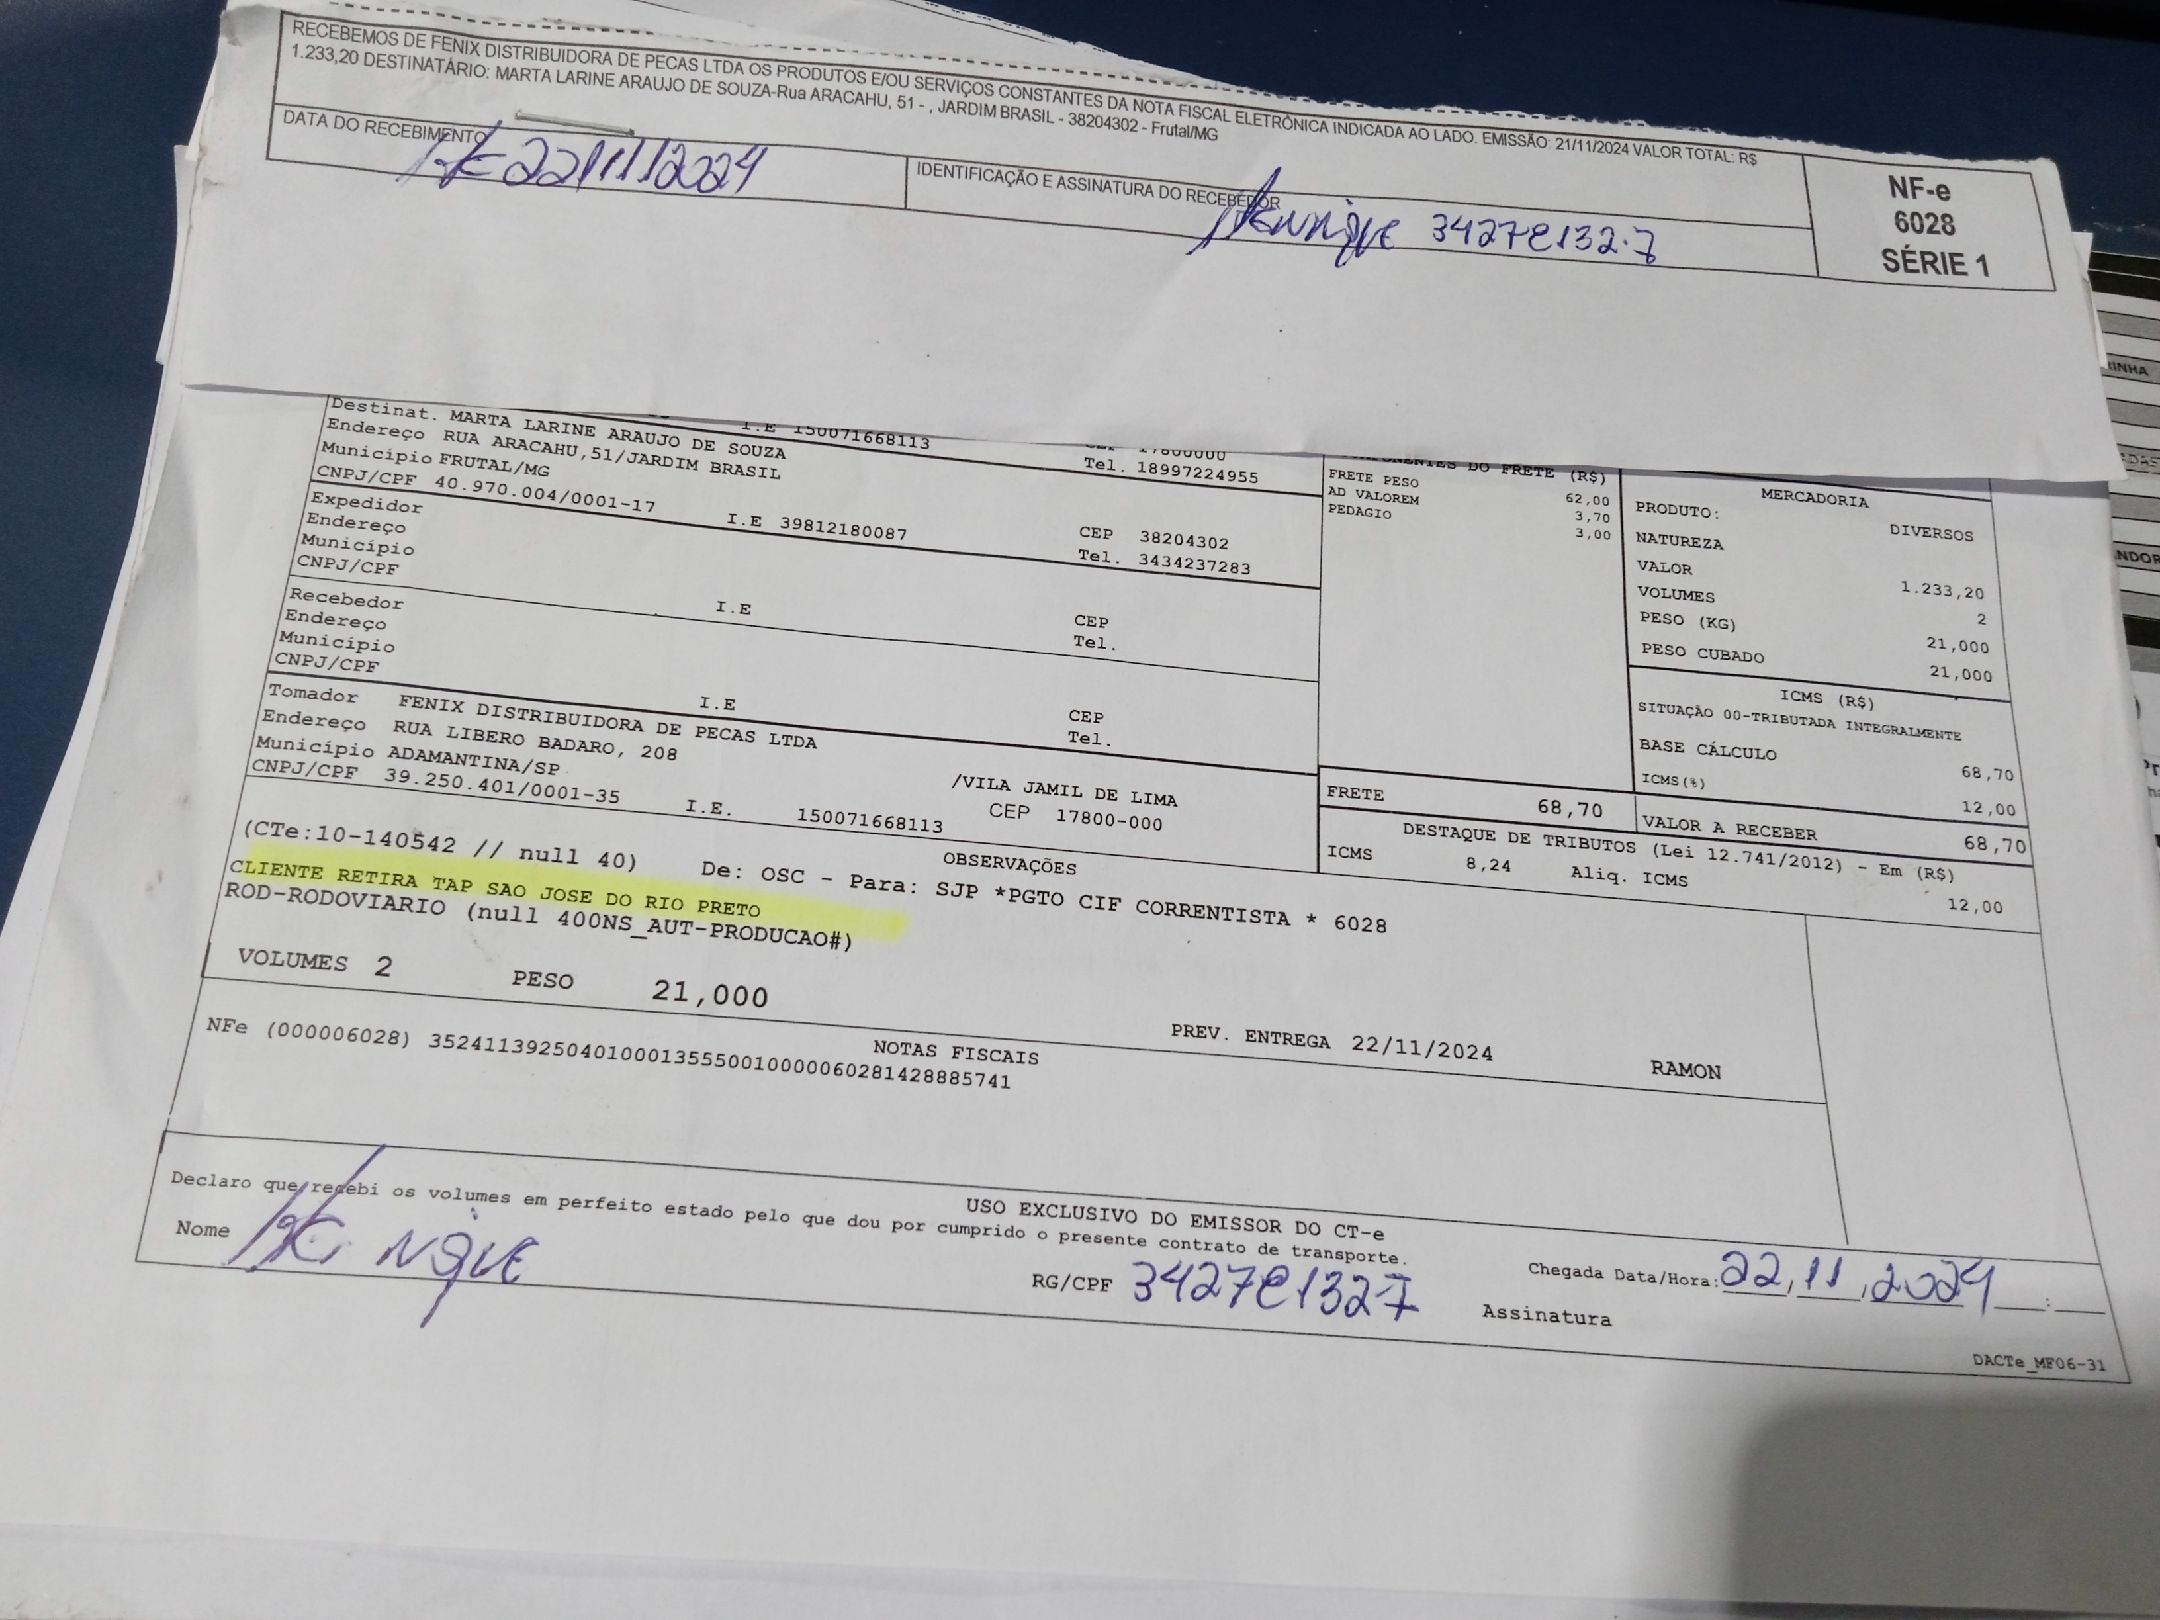 RECEBEMOS DE FENIX DISTRIBUIDORA DE PECAS LTDA OS PRODUTOS E/OU SERVIÇOS CONSTANTES DA NOTA FISCAL ELETRÔNICA INDICADA AO LADO. EMISSÃO: 21/11/2024 VALOR TOTAL: R$
1.233,20 DESTINATÁRIO: MARTA LARINE ARAUJO DE SOUZA-Rua ARACAHU, 51 - , JARDIM BRASIL - 38204302 - Frutal/MG
DATA DO RECEBIMENTO
22/11/2024
IDENTIFICAÇÃO E ASSINATURA DO RECEBEDOR
Henrique
NF-e
6028
SÉRIE 1
I.E 150071668113
Destinat. MARTA LARINE ARAUJO DE SOUZA
Endereço RUA ARACAHU,51/JARDIM BRASIL
Município FRUTAL/MG
CNPJ/CPF 40.970.004/0001-17 I.E 39812180087
Tel. 18997224955
CEP 38204302
Tel. 3434237283
Expedidor
Endereço
Município
CNPJ/CPF I.E CEP
Tel.
Recebedor
Endereço
Município
CNPJ/CPF I.E CEP
Tel.
Tomador FENIX DISTRIBUIDORA DE PECAS LTDA
Endereço RUA LIBERO BADARO, 208 /VILA JAMIL DE LIMA
Município ADAMANTINA/SP CEP 17800-000
CNPJ/CPF 39.250.401/0001-35 I.E. 150071668113
DO FRETE (R$)
FRETE PESO 62,00
AD VALOREM 3,70
PEDAGIO 3,00
MERCADORIA
PRODUTO: DIVERSOS
NATUREZA
VALOR 1.233,20
VOLUMES 2
PESO (KG) 21,000
PESO CUBADO 21,000
ICMS (R$)
SITUAÇÃO 00-TRIBUTADA INTEGRALMENTE
BASE CÁLCULO 68,70
ICMS(%) 12,00
FRETE 68,70 VALOR A RECEBER 68,70
DESTAQUE DE TRIBUTOS (Lei 12.741/2012) - Em (R$)
ICMS 8,24 Aliq. ICMS 12,00
OBSERVAÇÕES
(CTe:10-140542 // null 40) De: OSC - Para: SJP *PGTO CIF CORRENTISTA * 6028
CLIENTE RETIRA TAP SAO JOSE DO RIO PRETO
ROD-RODOVIARIO (null 400NS_AUT-PRODUCAO#)
VOLUMES 2 PESO 21,000 PREV. ENTREGA 22/11/2024 RAMON
NOTAS FISCAIS
NFe (000006028) 35241139250401000135550010000060281428885741
USO EXCLUSIVO DO EMISSOR DO CT-e
Declaro que recebi os volumes em perfeito estado pelo que dou por cumprido o presente contrato de transporte.
Nome RG/CPF Chegada Data/Hora: 22,11,2024 __:__
Assinatura
DACTe_MF06-31